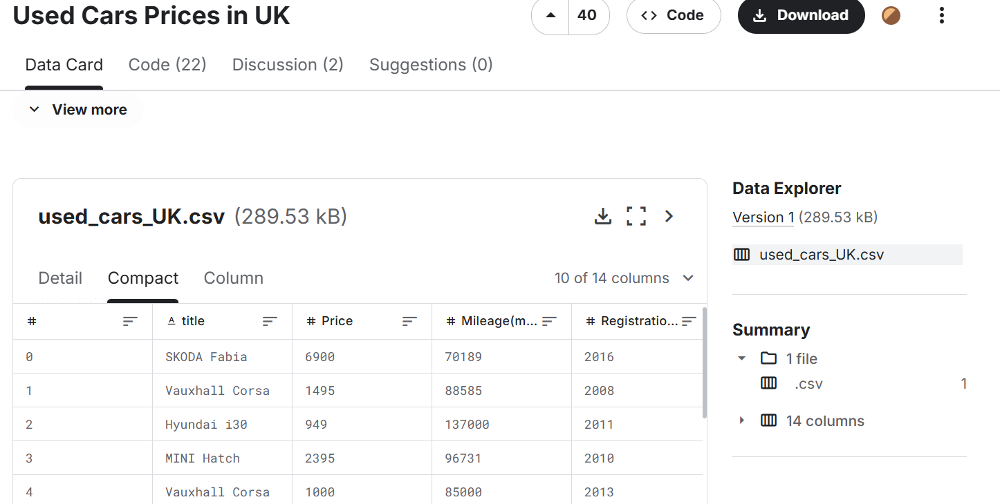 Used Cars Prices in UK
40
Code
Download
Data Card
Code (22)
Discussion (2)
Suggestions (0)
View more
used_cars_UK.csv (289.53 kB)
Detail
Compact
Column
10 of 14 columns
# A title # Price # Mileage(m... # Registratio...
0 SKODA Fabia 6900 70189 2016
1 Vauxhall Corsa 1495 88585 2008
2 Hyundai i30 949 137000 2011
3 MINI Hatch 2395 96731 2010
4 Vauxhall Corsa 1000 85000 2013
Data Explorer
Version 1 (289.53 kB)
used_cars_UK.csv
Summary
1 file
.csv 1
14 columns